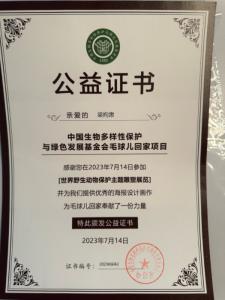 公益证书
亲爱的
中国生物多样性保护
与绿色发展基金会毛球儿回家项目
感谢您在2023年7月14日参加
[世界野生动物保护主题雕塑展览]
并为我们提供优秀的海报设计画作
为毛球儿回家奉献了一份力量
特此颁发公益证书
2023年7月14日
证书编号: